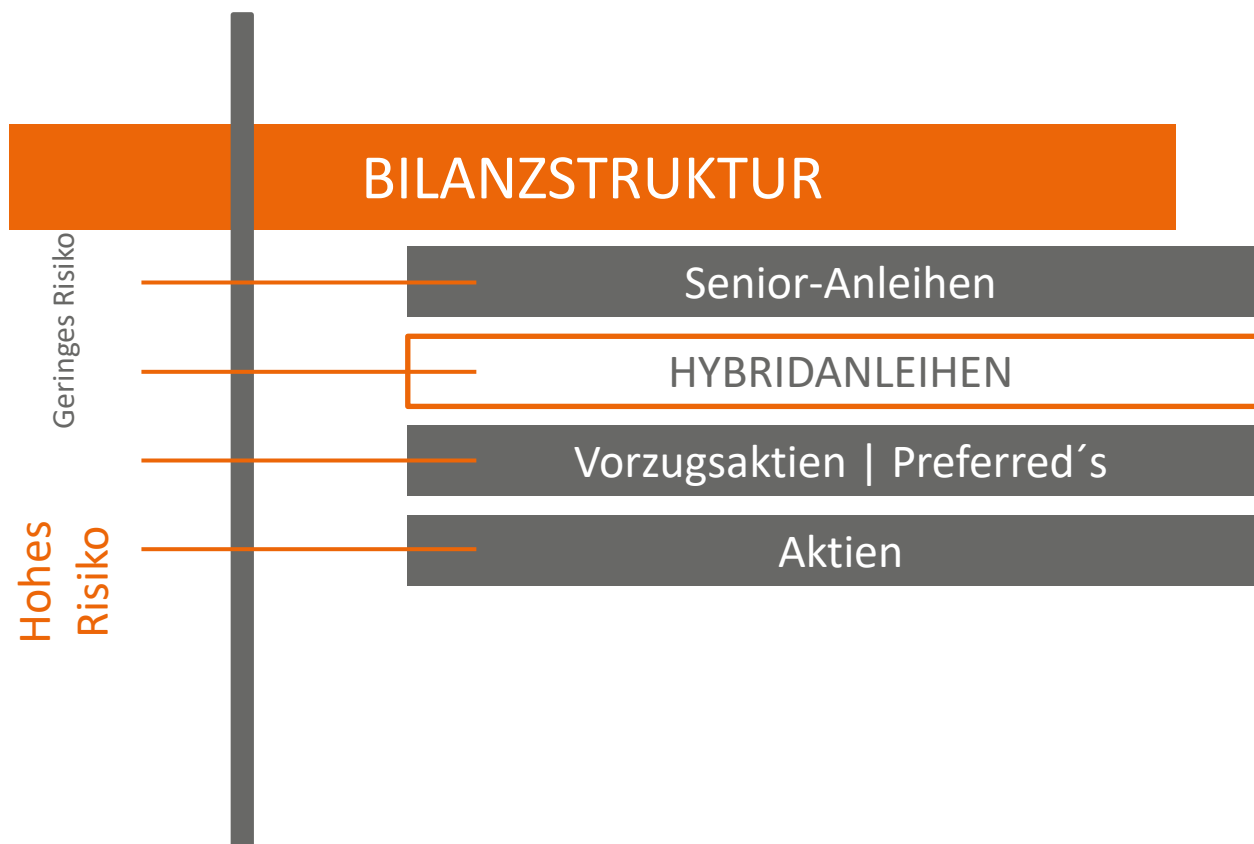 BILANZSTRUKTUR
Geringes Risiko
Senior-Anleihen
HYBRIDANLEIHEN
Vorzugsaktien | Preferred´s
Hohes
Risiko
Aktien